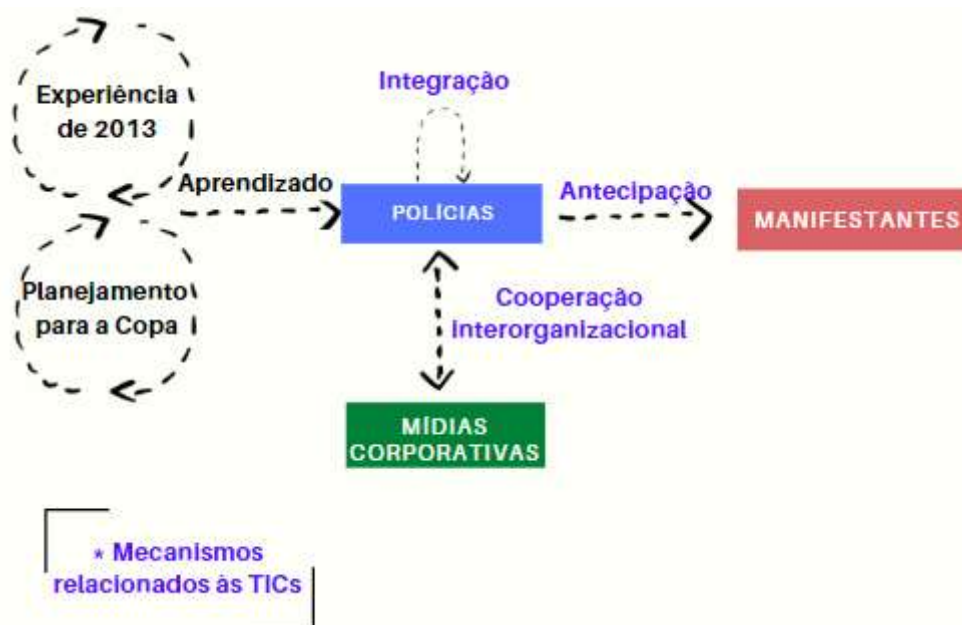 Experiência
de 2013
Integração
Aprendizado
POLÍCIAS
Antecipação
MANIFESTANTES
Planejamento
para a Copa
Cooperação
interorganizacional
MÍDIAS
CORPORATIVAS
* Mecanismos
relacionados às TICs